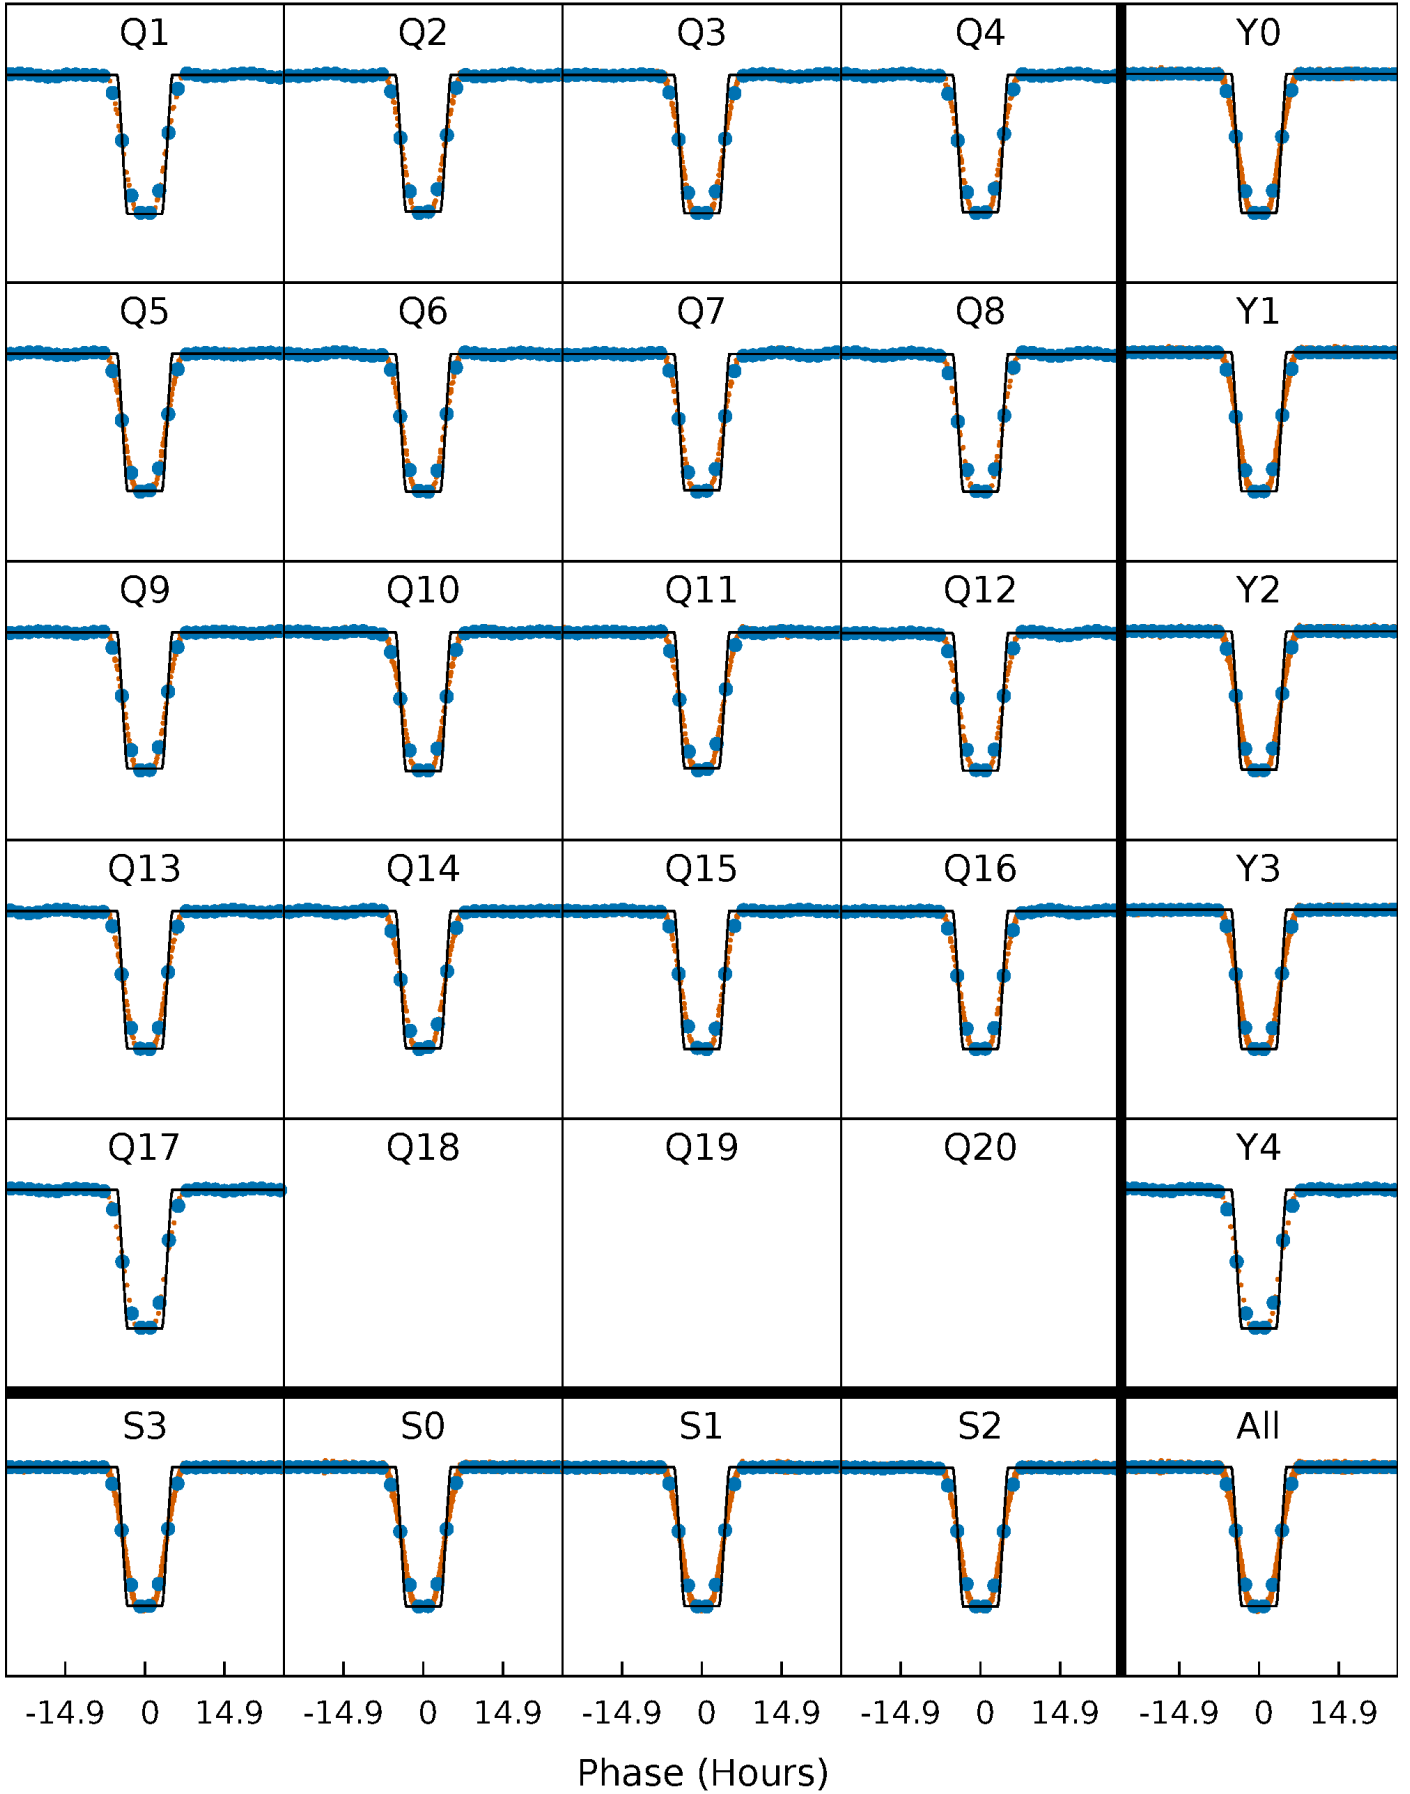 Q1 Q2 Q3 Q4 Y0
Q5 Q6 Q7 Q8 Y1
Q9 Q10 Q11 Q12 Y2
Q13 Q14 Q15 Q16 Y3
Q17 Q18 Q19 Q20 Y4
S3 S0 S1 S2 All
-14.9 0 14.9 -14.9 0 14.9 -14.9 0 14.9 -14.9 0 14.9 -14.9 0 14.9
Phase (Hours)